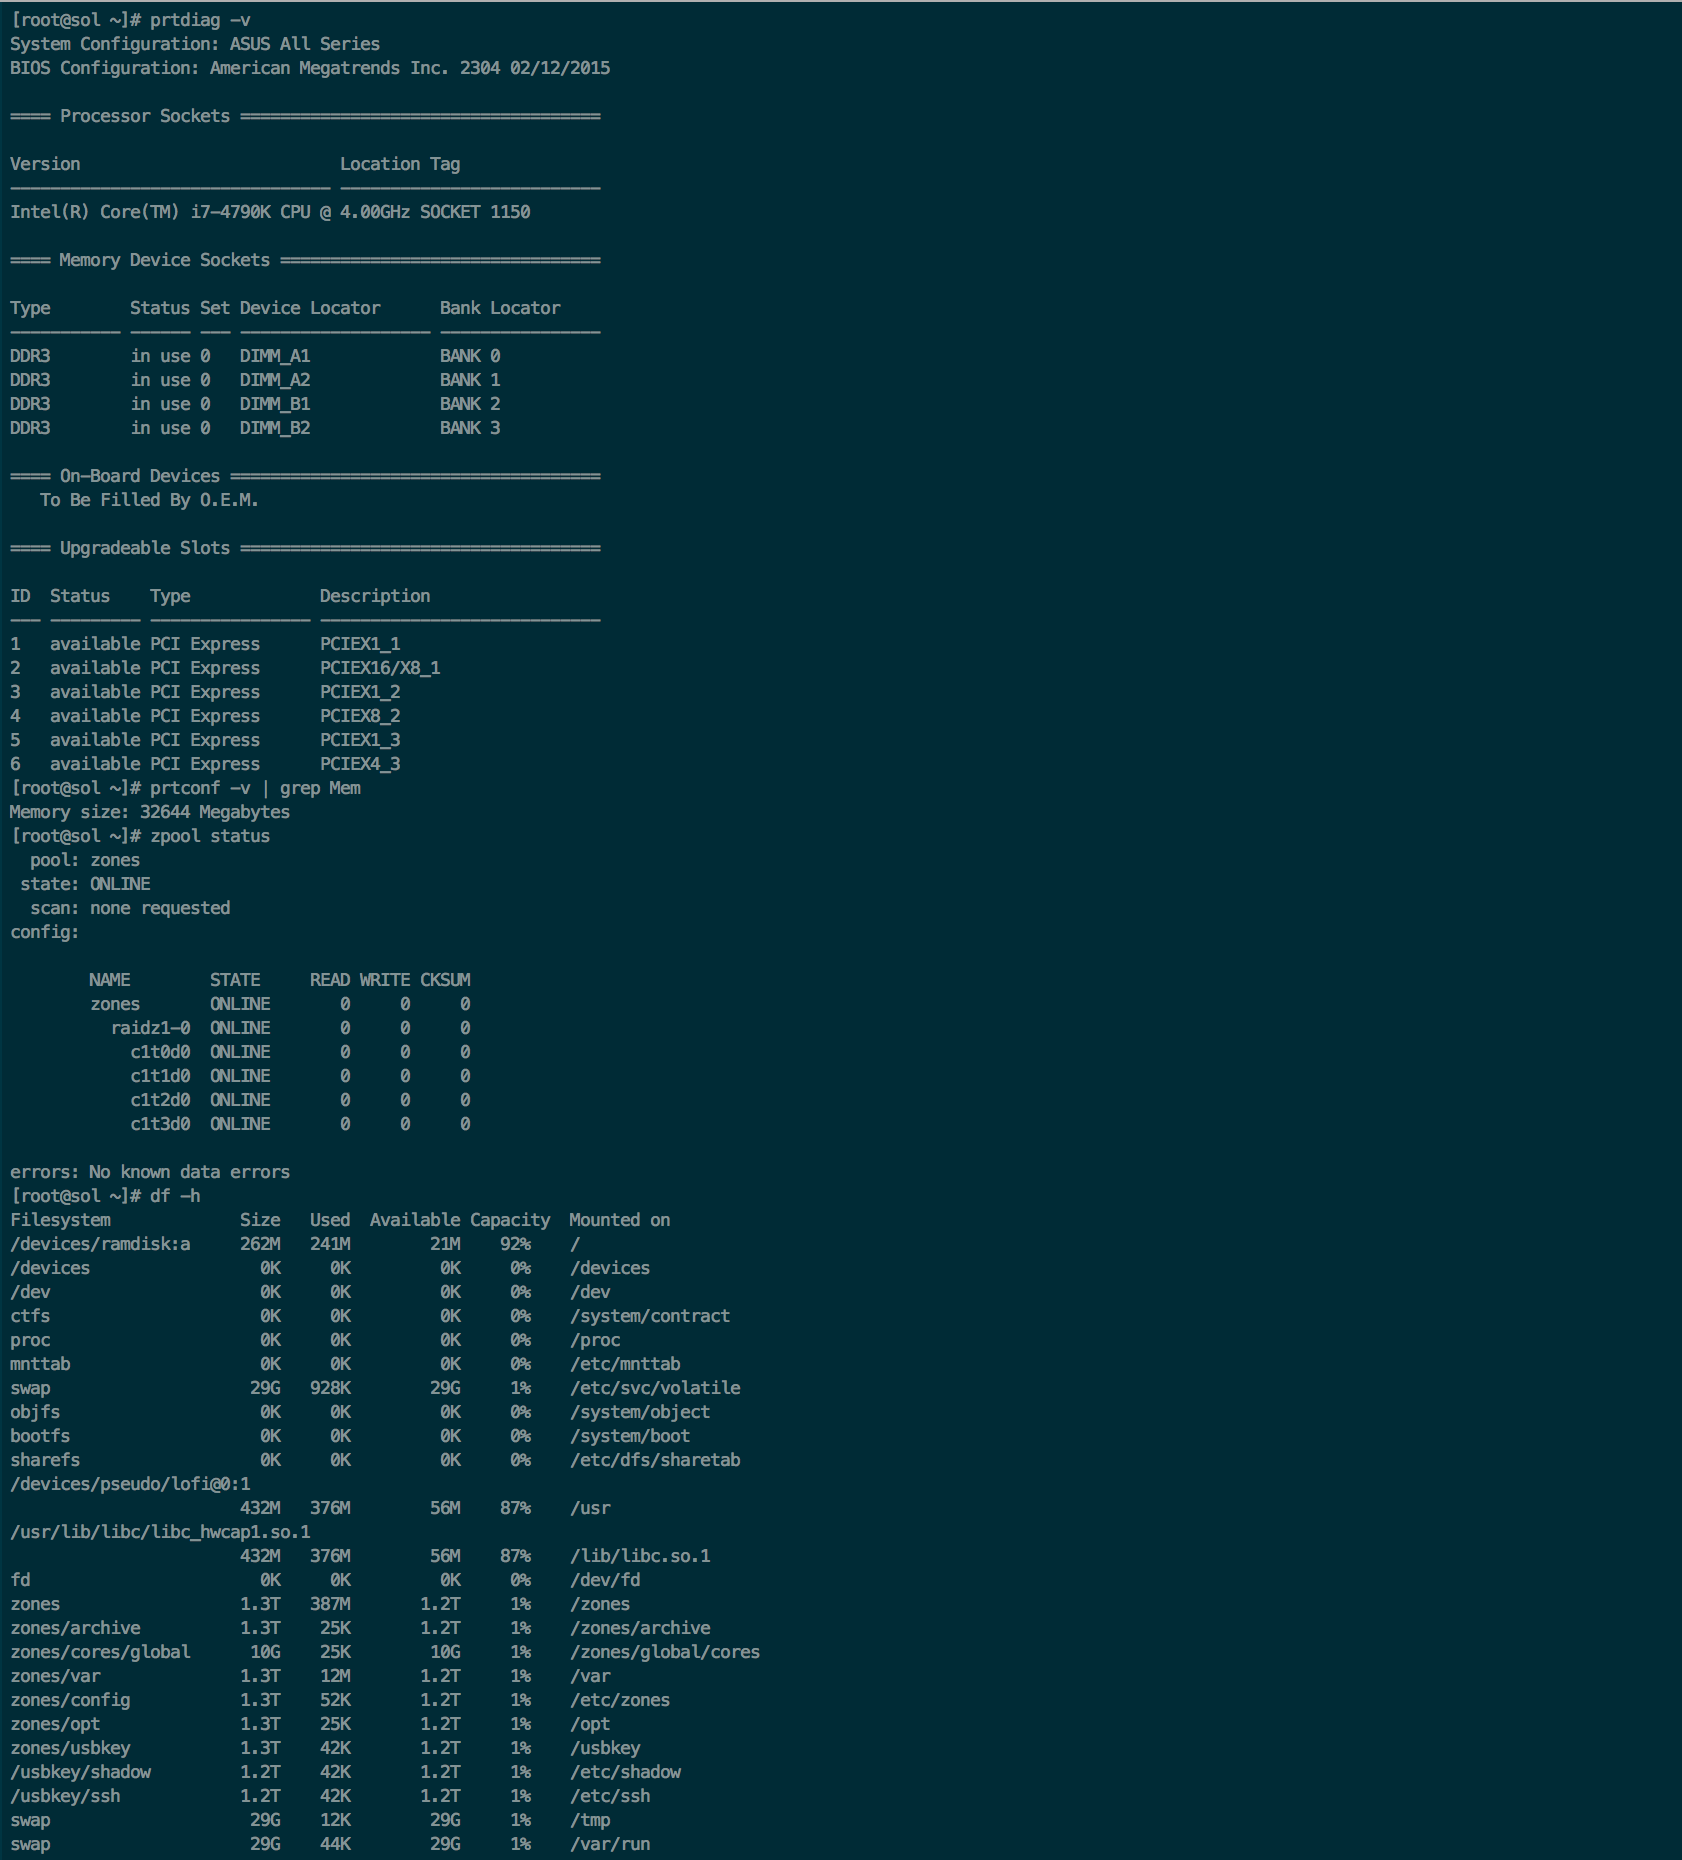 [root@sol ~]# prtdiag -v
System Configuration: ASUS All Series
BIOS Configuration: American Megatrends Inc. 2304 02/12/2015

==== Processor Sockets ====================================

Version                          Location Tag
-------------------------------- --------------------------
Intel(R) Core(TM) i7-4790K CPU @ 4.00GHz SOCKET 1150

==== Memory Device Sockets ================================

Type        Status Set Device Locator      Bank Locator
----------- ------ --- ------------------- ----------------
DDR3        in use 0   DIMM_A1             BANK 0
DDR3        in use 0   DIMM_A2             BANK 1
DDR3        in use 0   DIMM_B1             BANK 2
DDR3        in use 0   DIMM_B2             BANK 3

==== On-Board Devices =====================================
   To Be Filled By O.E.M.

==== Upgradeable Slots ====================================

ID  Status    Type             Description
--- --------- ---------------- ----------------------------
1   available PCI Express      PCIEX1_1
2   available PCI Express      PCIEX16/X8_1
3   available PCI Express      PCIEX1_2
4   available PCI Express      PCIEX8_2
5   available PCI Express      PCIEX1_3
6   available PCI Express      PCIEX4_3
[root@sol ~]# prtconf -v | grep Mem
Memory size: 32644 Megabytes
[root@sol ~]# zpool status
  pool: zones
 state: ONLINE
  scan: none requested
config:

        NAME        STATE     READ WRITE CKSUM
        zones       ONLINE       0     0     0
          raidz1-0  ONLINE       0     0     0
            c1t0d0  ONLINE       0     0     0
            c1t1d0  ONLINE       0     0     0
            c1t2d0  ONLINE       0     0     0
            c1t3d0  ONLINE       0     0     0

errors: No known data errors
[root@sol ~]# df -h
Filesystem             Size   Used  Available Capacity  Mounted on
/devices/ramdisk:a     262M   241M        21M    92%    /
/devices                 0K     0K         0K     0%    /devices
/dev                     0K     0K         0K     0%    /dev
ctfs                     0K     0K         0K     0%    /system/contract
proc                     0K     0K         0K     0%    /proc
mnttab                   0K     0K         0K     0%    /etc/mnttab
swap                    29G   928K        29G     1%    /etc/svc/volatile
objfs                    0K     0K         0K     0%    /system/object
bootfs                   0K     0K         0K     0%    /system/boot
sharefs                  0K     0K         0K     0%    /etc/dfs/sharetab
/devices/pseudo/lofi@0:1
                       432M   376M        56M    87%    /usr
/usr/lib/libc/libc_hwcap1.so.1
                       432M   376M        56M    87%    /lib/libc.so.1
fd                       0K     0K         0K     0%    /dev/fd
zones                  1.3T   387M       1.2T     1%    /zones
zones/archive          1.3T    25K       1.2T     1%    /zones/archive
zones/cores/global      10G    25K        10G     1%    /zones/global/cores
zones/var              1.3T    12M       1.2T     1%    /var
zones/config           1.3T    52K       1.2T     1%    /etc/zones
zones/opt              1.3T    25K       1.2T     1%    /opt
zones/usbkey           1.3T    42K       1.2T     1%    /usbkey
/usbkey/shadow         1.2T    42K       1.2T     1%    /etc/shadow
/usbkey/ssh            1.2T    42K       1.2T     1%    /etc/ssh
swap                    29G    12K        29G     1%    /tmp
swap                    29G    44K        29G     1%    /var/run